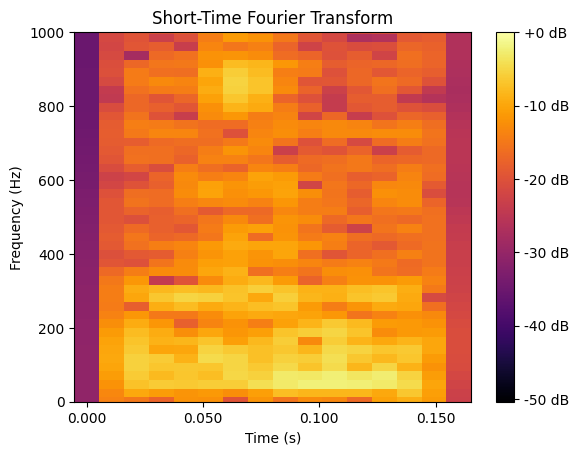 Short-Time Fourier Transform
1000
800
600
400
200
0
Frequency (Hz)
0.000
0.050
0.100
0.150
Time (s)
+0 dB
-10 dB
-20 dB
-30 dB
-40 dB
-50 dB